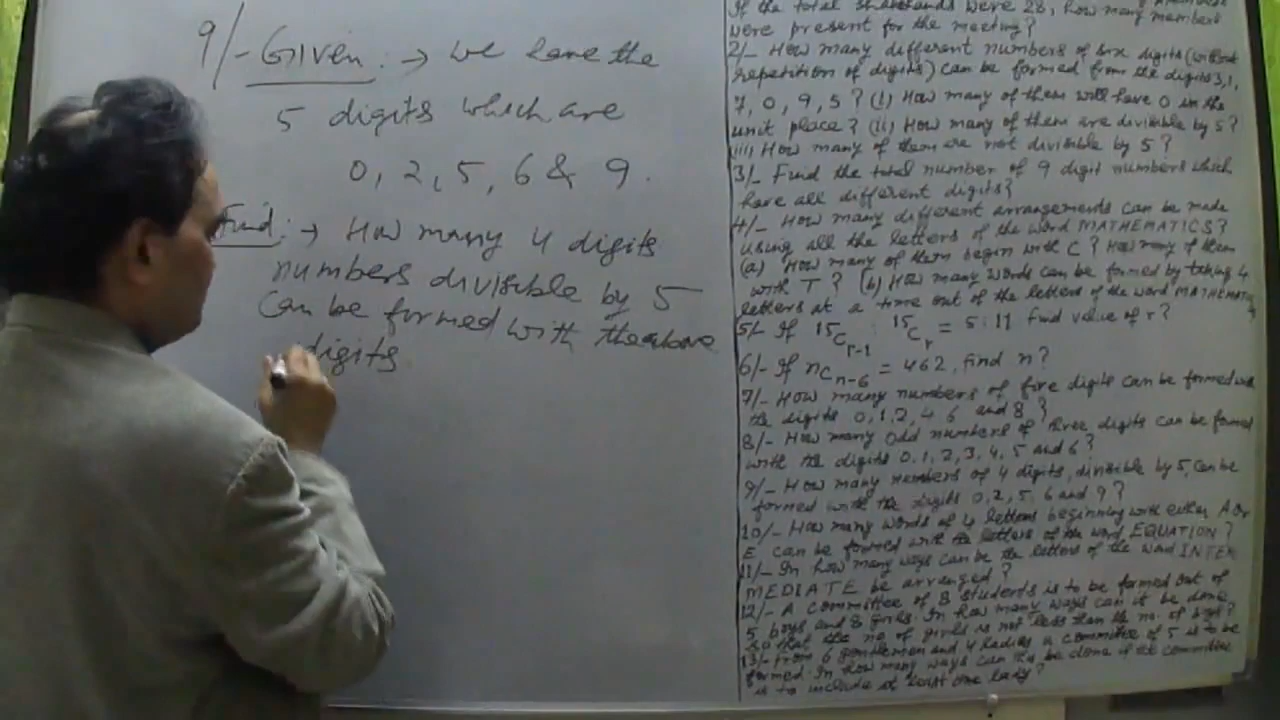 9/- Given :→ we have the
5 digits which are
0, 2, 5, 6 & 9.
Find :→ How many 4 digits
numbers divisible by 5
can be formed with the above
digits
If the total shakehands were 28, how many members
were present for the meeting?
2/- How many different numbers of six digits (without
repetition of digits) can be formed from the digits 3, 1,
7, 0, 9, 5 ? (i) How many of them will have 0 in the
unit place? (ii) How many of them are divisible by 5?
(iii) How many of them are not divisible by 5 ?
3/- Find the total number of 9 digit numbers which
have all different digits?
4/- How many different arrangements can be made
using all the letters of the word MATHEMATICS?
(a) How many of them begin with C ? How many of them
with T ? (b) How many words can be formed by taking 4
letters at a time out of the letters of the word MATHEMATIC
5/- If 15Cr-1 : 15Cr = 5:11 find value of r?
6/- If nCn-6 = 462, find n?
7/- How many numbers of five digits can be formed with
the digits 0, 1, 2, 4, 6 and 8 ?
8/- How many odd numbers of three digits can be formed
with the digits 0, 1, 2, 3, 4, 5 and 6 ?
9/- How many numbers of 4 digits, divisible by 5, can be
formed with the digits 0, 2, 5, 6 and 9 ?
10/- How many words of 4 letters beginning with either A or
E can be formed with the letters of the word EQUATION ?
11/- In how many ways can be the letters of the word INTER
MEDIATE be arranged ?
12/- A committee of 8 students is to be formed out of
5 boys and 8 girls. In how many ways can it be done
so that the no. of girls is not less than the no. of boys?
13/- From 6 gentlemen and 4 ladies a committee of 5 is to be
formed. In how many ways can this be done if the committee
is to include at least one lady?